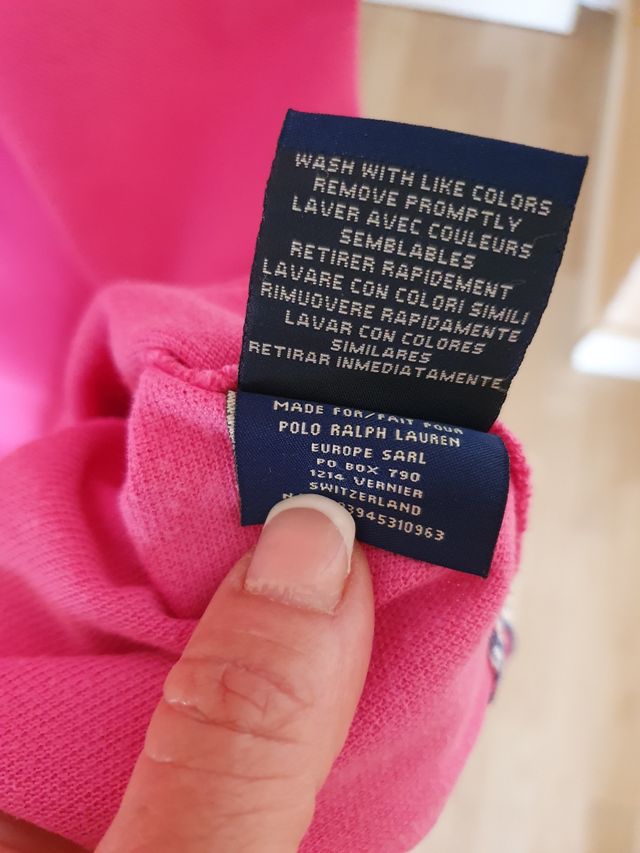 WASH WITH LIKE COLORS
REMOVE PROMPTLY
LAVER AVEC COULEURS
SEMBLABLES
RETIRER RAPIDEMENT
LAVARE CON COLORI SIMILI
RIMUOVERE RAPIDAMENTE
LAVAR CON COLORES
SIMILARES
RETIRAR INMEDIATAMENTE
MADE FOR/FAIT POUR
POLO RALPH LAUREN
EUROPE SARL
PO BOX 790
1214 VERNIER
SWITZERLAND